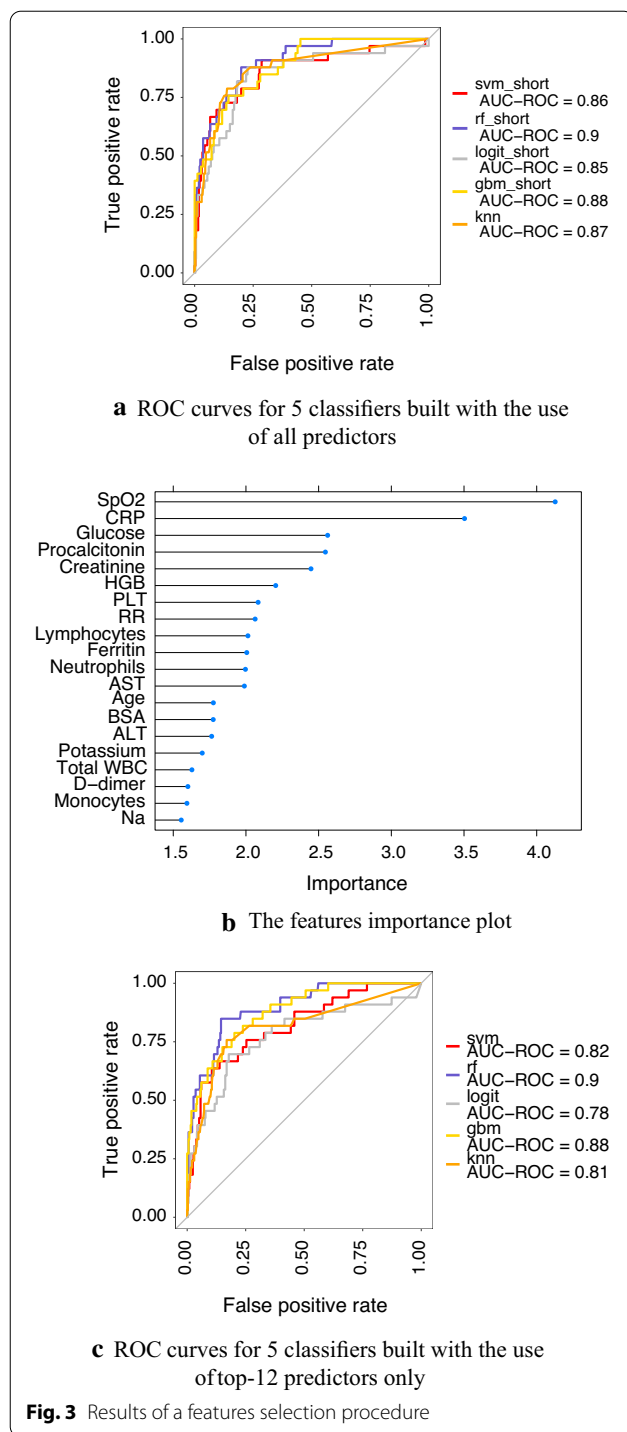 1.00
0.75
0.50
0.25
0.00
True positive rate
0.00
0.25
0.50
0.75
1.00
False positive rate
svm_short
AUC−ROC = 0.86
rf_short
AUC−ROC = 0.9
logit_short
AUC−ROC = 0.85
gbm_short
AUC−ROC = 0.88
knn
AUC−ROC = 0.87
a ROC curves for 5 classifiers built with the use
of all predictors
SpO2
CRP
Glucose
Procalcitonin
Creatinine
HGB
PLT
RR
Lymphocytes
Ferritin
Neutrophils
AST
Age
BSA
ALT
Potassium
Total WBC
D−dimer
Monocytes
Na
1.5 2.0 2.5 3.0 3.5 4.0
Importance
b The features importance plot
1.00
0.75
0.50
0.25
0.00
True positive rate
0.00
0.25
0.50
0.75
1.00
False positive rate
svm
AUC−ROC = 0.82
rf
AUC−ROC = 0.9
logit
AUC−ROC = 0.78
gbm
AUC−ROC = 0.88
knn
AUC−ROC = 0.81
c ROC curves for 5 classifiers built with the use
of top-12 predictors only
Fig. 3 Results of a features selection procedure